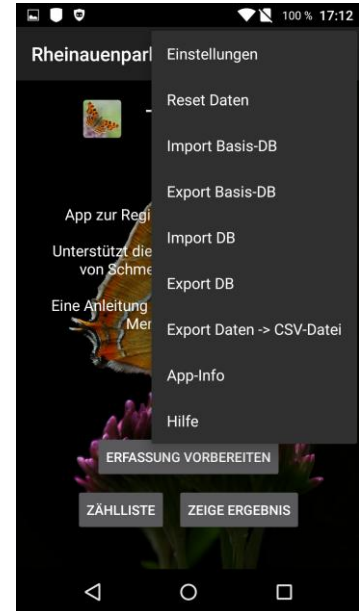 100 % 17:12
Rheinauenpark
Einstellungen
Reset Daten
Import Basis-DB
Export Basis-DB
Import DB
Export DB
Export Daten -> CSV-Datei
App-Info
Hilfe
App zur Regi
Unterstützt die
von Schme
Eine Anleitung
Men
ERFASSUNG VORBEREITEN
ZÄHLLISTE
ZEIGE ERGEBNIS